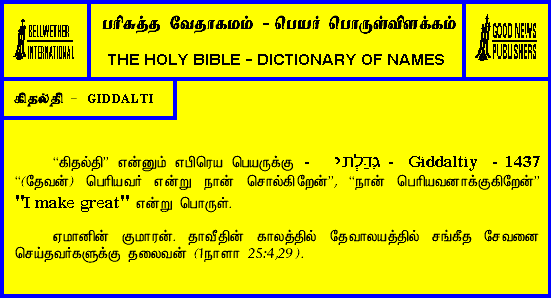 BELLWETHER
INTERNATIONAL
பரிசுத்த வேதாகமம் - பெயர் பொருள்விளக்கம்
THE HOLY BIBLE - DICTIONARY OF NAMES
GOOD NEWS
PUBLISHERS
கிதல்தி - GIDDALTI
“கிதல்தி” என்னும் எபிரெய பெயருக்கு - גִּדַּלְתִּי - Giddaltiy - 1437
“(தேவன்) பெரியவர் என்று நான் சொல்கிறேன்”, “நான் பெரியவனாக்குகிறேன்”
"I make great" என்று பொருள்.
ஏமானின் குமாரன். தாவீதின் காலத்தில் தேவாலயத்தில் சங்கீத சேவனை
செய்தவர்களுக்கு தலைவன் (1நாளா 25:4,29).